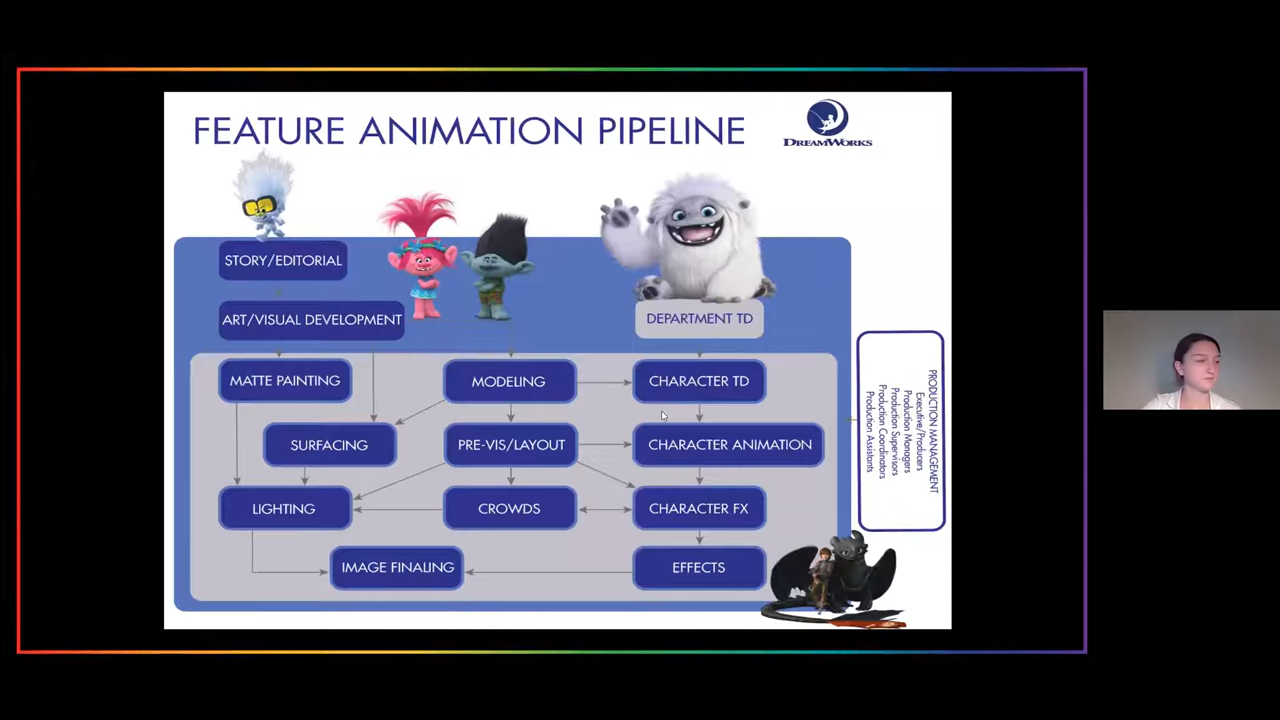 FEATURE ANIMATION PIPELINE
DREAMWORKS
STORY/EDITORIAL
ART/VISUAL DEVELOPMENT
DEPARTMENT TD
MATTE PAINTING
MODELING
CHARACTER TD
SURFACING
PRE-VIS/LAYOUT
CHARACTER ANIMATION
LIGHTING
CROWDS
CHARACTER FX
IMAGE FINALING
EFFECTS
PRODUCTION MANAGEMENT
Executive/Producers
Production Managers
Production Supervisors
Production Coordinators
Production Assistants